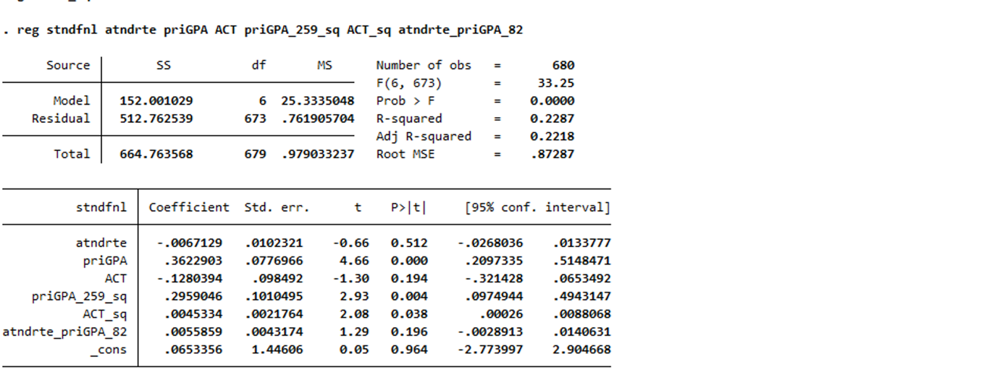 . reg stndfnl atndrte priGPA ACT priGPA_259_sq ACT_sq atndrte_priGPA_82
Source SS df MS Number of obs = 680
F(6, 673) = 33.25
Model 152.001029 6 25.3335048 Prob > F = 0.0000
Residual 512.762539 673 .761905704 R-squared = 0.2287
Adj R-squared = 0.2218
Total 664.763568 679 .979033237 Root MSE = .87287
stndfnl Coefficient Std. err. t P>|t| [95% conf. interval]
atndrte -.0067129 .0102321 -0.66 0.512 -.0268036 .0133777
priGPA .3622903 .0776966 4.66 0.000 .2097335 .5148471
ACT -.1280394 .098492 -1.30 0.194 -.321428 .0653492
priGPA_259_sq .2959046 .1010495 2.93 0.004 .0974944 .4943147
ACT_sq .0045334 .0021764 2.08 0.038 .00026 .0088068
atndrte_priGPA_82 .0055859 .0043174 1.29 0.196 -.0028913 .0140631
_cons .0653356 1.44606 0.05 0.964 -2.773997 2.904668